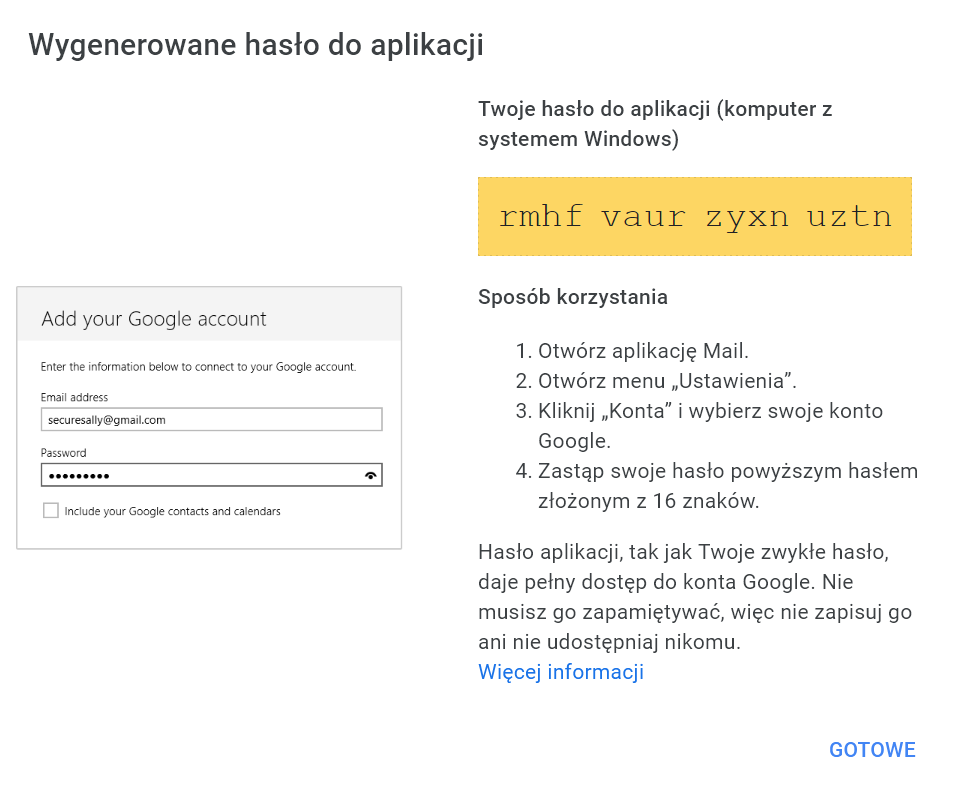 Wygenerowane hasło do aplikacji
Twoje hasło do aplikacji (komputer z
systemem Windows)
rmhf vaur zyxn uztn
Add your Google account
Enter the information below to connect to your Google account.
Email address
securesally@gmail.com
Password
•••••••••
Include your Google contacts and calendars
Sposób korzystania
1. Otwórz aplikację Mail.
2. Otwórz menu „Ustawienia”.
3. Kliknij „Konta” i wybierz swoje konto
Google.
4. Zastąp swoje hasło powyższym hasłem
złożonym z 16 znaków.
Hasło aplikacji, tak jak Twoje zwykłe hasło,
daje pełny dostęp do konta Google. Nie
musisz go zapamiętywać, więc nie zapisuj go
ani nie udostępniaj nikomu.
Więcej informacji
GOTOWE